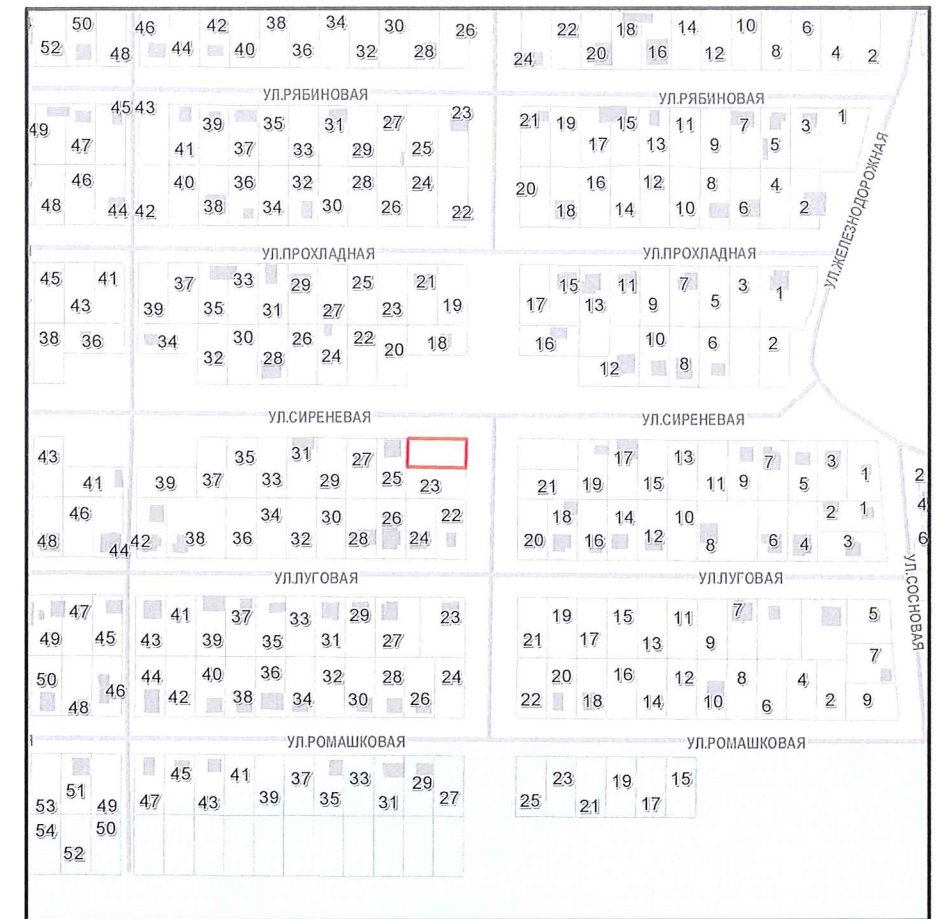 50 46 42 38 34 30 26 22 18 14 10 6
52 48 44 40 36 32 28 24 20 16 12 8 4 2
УЛ.РЯБИНОВАЯ УЛ.РЯБИНОВАЯ
45 43 39 35 31 27 23 21 19 15 11 7 3 1
49 47 41 37 33 29 25 17 13 9 5
46 40 36 32 28 24 20 16 12 8 4
48 44 42 38 34 30 26 22 18 14 10 6 2
УЛ.ЖЕЛЕЗНОДОРОЖНАЯ
УЛ.ПРОХЛАДНАЯ УЛ.ПРОХЛАДНАЯ
45 41 37 33 29 25 21 15 11 7 3 1
43 39 35 31 27 23 19 17 13 9 5
38 36 34 30 26 22 18 16 10 6 2
32 28 24 20 12 8
УЛ.СИРЕНЕВАЯ УЛ.СИРЕНЕВАЯ
43 35 31 27 17 13 7 3 1 2
41 39 37 33 29 25 23 21 19 15 11 9 5
46 34 30 26 22 18 14 10 2 1 4
48 44 42 38 36 32 28 24 20 16 12 8 6 4 3 6
УЛ.СОСНОВАЯ
УЛ.ЛУГОВАЯ УЛ.ЛУГОВАЯ
47 41 37 33 29 23 19 15 11 7 5
49 45 43 39 35 31 27 21 17 13 9 7
50 46 44 40 36 32 28 24 20 16 12 8 4
48 42 38 34 30 26 22 18 14 10 6 2 9
УЛ.РОМАШКОВАЯ УЛ.РОМАШКОВАЯ
51 45 41 37 33 29 23 19 15
53 49 47 43 39 35 31 27 25 21 17
54 50
52